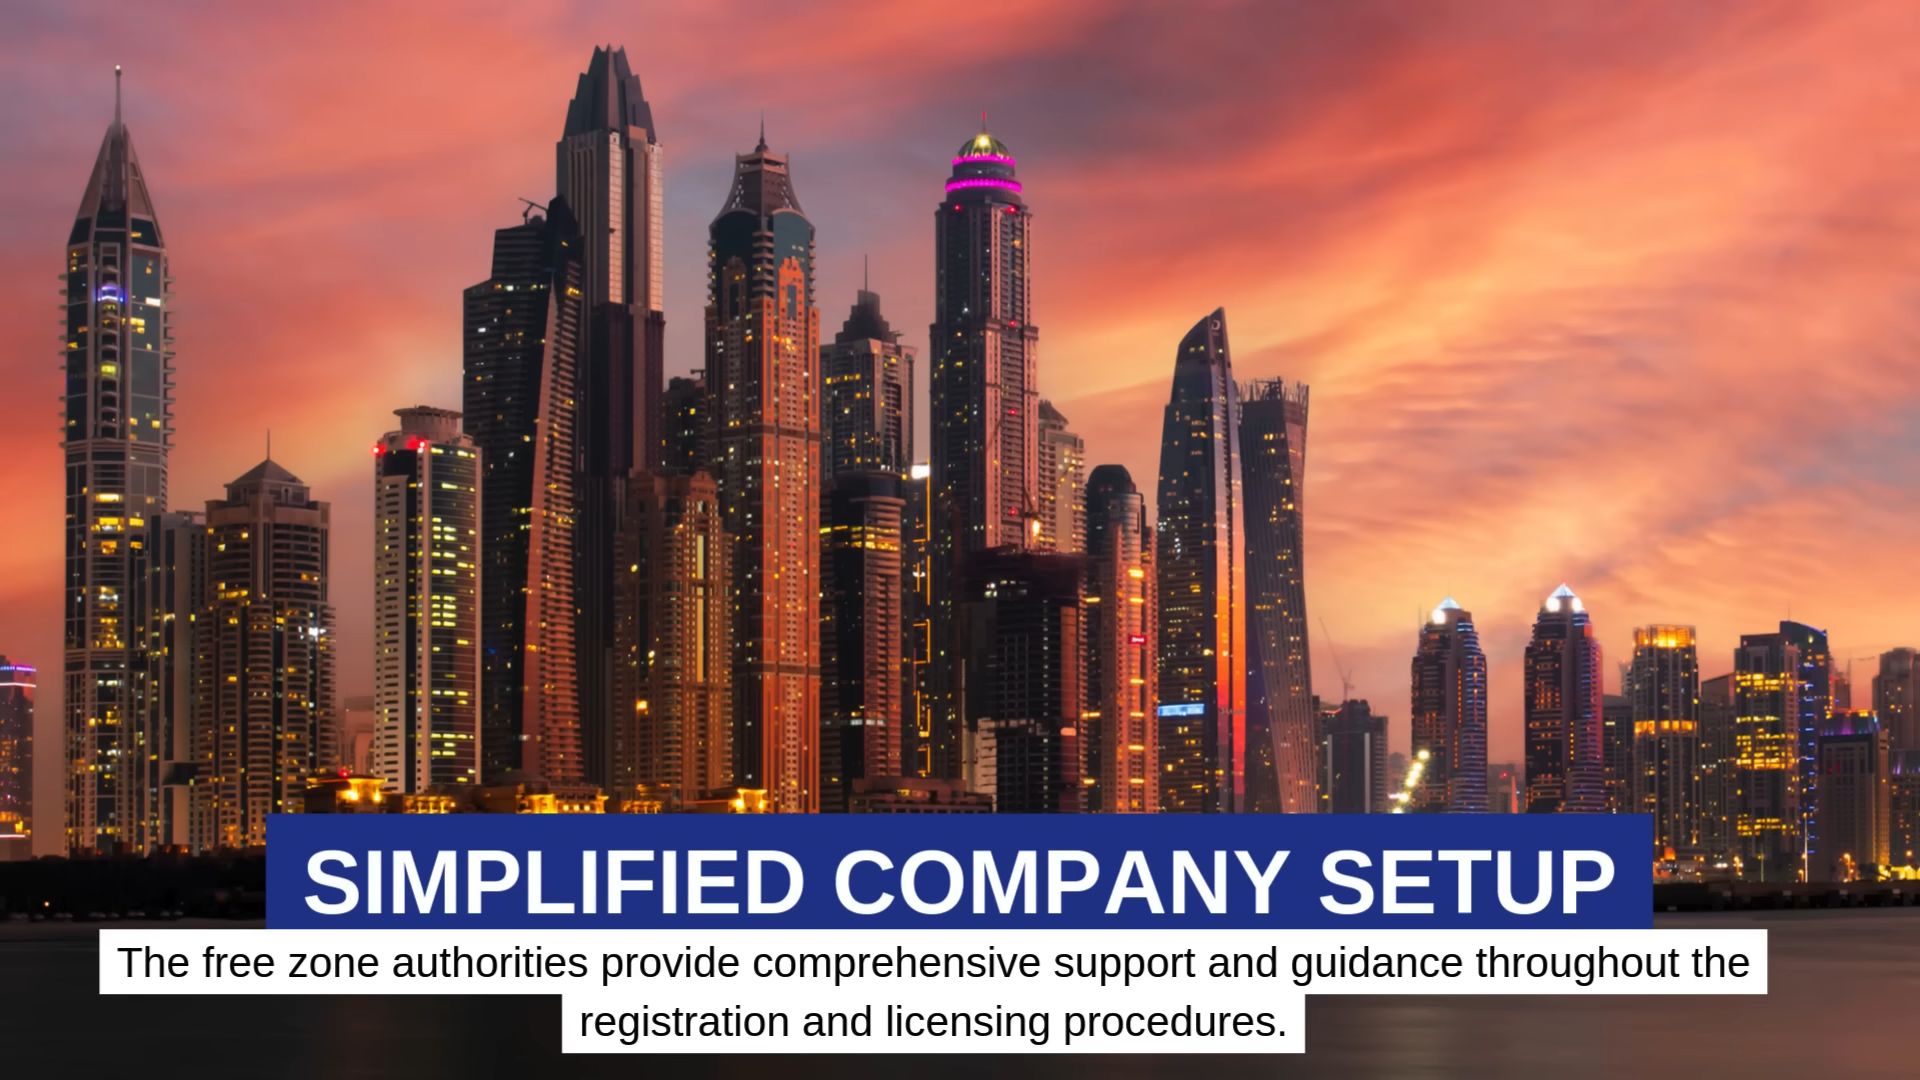 SIMPLIFIED COMPANY SETUP
The free zone authorities provide comprehensive support and guidance throughout the
registration and licensing procedures.